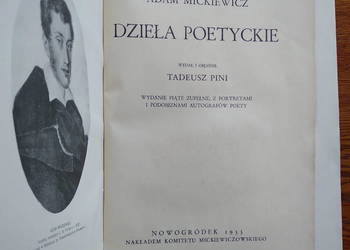 ADAM MICKIEWICZ
DZIEŁA POETYCKIE
WYDAŁ I OBJAŚNIŁ
TADEUSZ PINI
WYDANIE PIĄTE ZUPEŁNE, Z PORTRETAMI
I PODOBIZNAMI AUTOGRAFÓW POETY
NOWOGRÓDEK 1933
NAKŁADEM KOMITETU MICKIEWICZOWSKIEGO